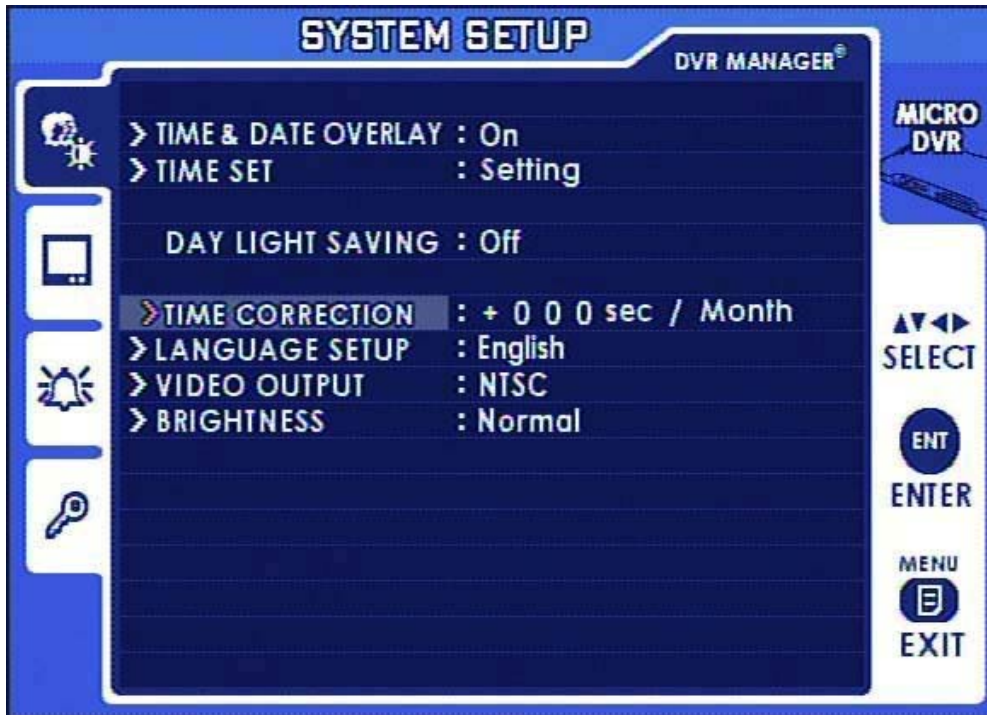 SYSTEM SETUP
DVR MANAGER®
MICRO
DVR
> TIME & DATE OVERLAY : On
> TIME SET : Setting
DAY LIGHT SAVING : Off
> TIME CORRECTION : + 0 0 0 sec / Month
> LANGUAGE SETUP : English
> VIDEO OUTPUT : NTSC
> BRIGHTNESS : Normal
SELECT
ENT
ENTER
MENU
EXIT